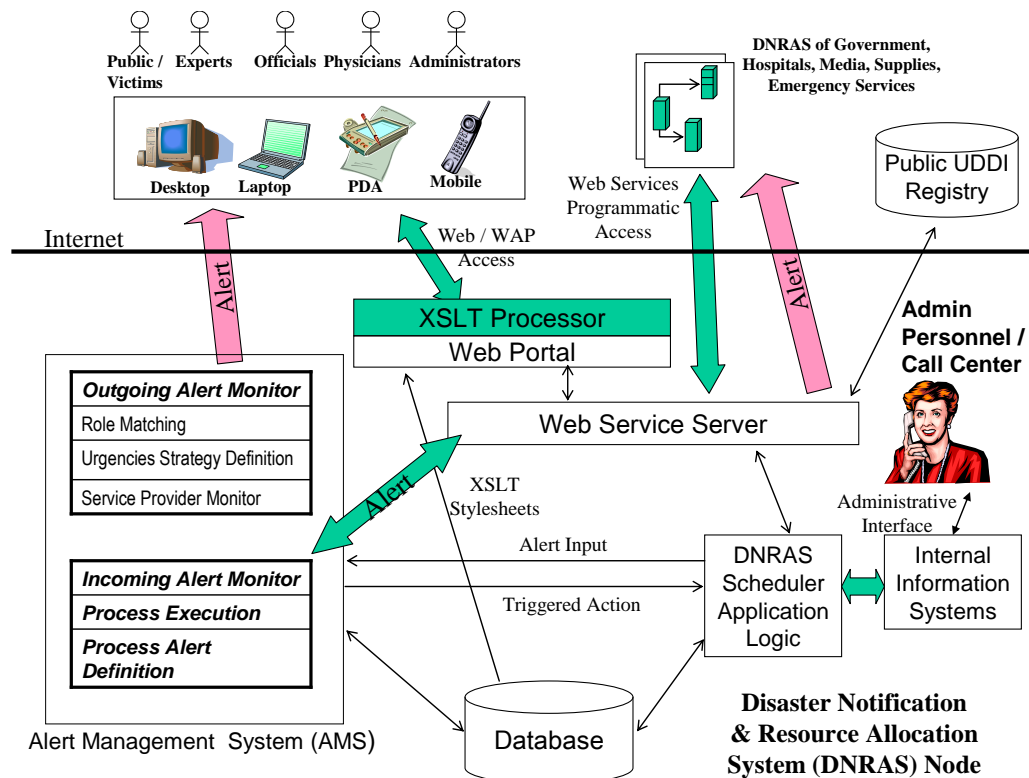 Public / Victims
Experts
Officials
Physicians
Administrators
DNRAS of Government,
Hospitals, Media, Supplies,
Emergency Services
Desktop
Laptop
PDA
Mobile
Public UDDI
Registry
Web Services
Programmatic
Access
Internet
Web / WAP
Access
Alert
Alert
XSLT Processor
Web Portal
Admin
Personnel /
Call Center
Outgoing Alert Monitor
Role Matching
Urgencies Strategy Definition
Service Provider Monitor
Web Service Server
Alert
XSLT
Stylesheets
Administrative
Interface
Alert Input
Triggered Action
DNRAS
Scheduler
Application
Logic
Internal
Information
Systems
Incoming Alert Monitor
Process Execution
Process Alert
Definition
Database
Alert Management System (AMS)
Disaster Notification
& Resource Allocation
System (DNRAS) Node